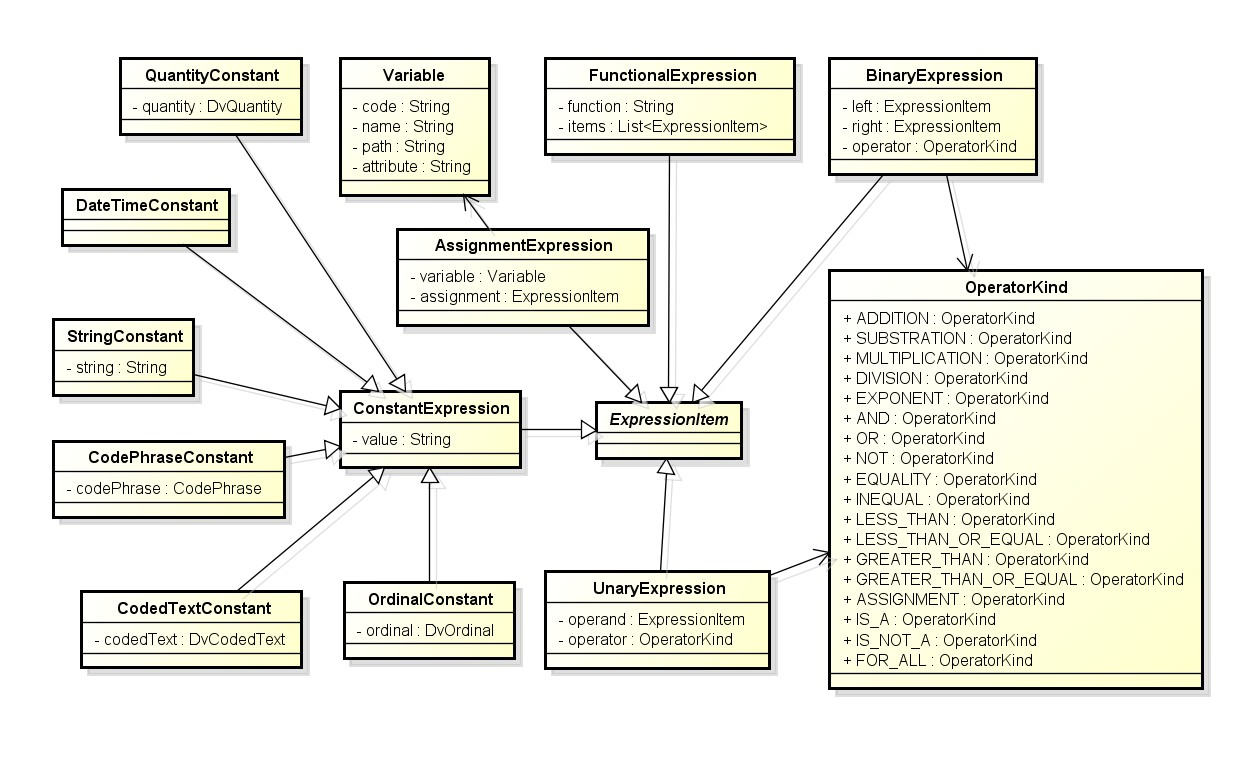 QuantityConstant
- quantity : DvQuantity
Variable
- code : String
- name : String
- path : String
- attribute : String
FunctionalExpression
- function : String
- items : List<ExpressionItem>
BinaryExpression
- left : ExpressionItem
- right : ExpressionItem
- operator : OperatorKind
DateTimeConstant
AssignmentExpression
- variable : Variable
- assignment : ExpressionItem
OperatorKind
+ ADDITION : OperatorKind
+ SUBSTRATION : OperatorKind
+ MULTIPLICATION : OperatorKind
+ DIVISION : OperatorKind
+ EXPONENT : OperatorKind
+ AND : OperatorKind
+ OR : OperatorKind
+ NOT : OperatorKind
+ EQUALITY : OperatorKind
+ INEQUAL : OperatorKind
+ LESS_THAN : OperatorKind
+ LESS_THAN_OR_EQUAL : OperatorKind
+ GREATER_THAN : OperatorKind
+ GREATER_THAN_OR_EQUAL : OperatorKind
+ ASSIGNMENT : OperatorKind
+ IS_A : OperatorKind
+ IS_NOT_A : OperatorKind
+ FOR_ALL : OperatorKind
StringConstant
- string : String
ConstantExpression
- value : String
ExpressionItem
CodePhraseConstant
- codePhrase : CodePhrase
CodedTextConstant
- codedText : DvCodedText
OrdinalConstant
- ordinal : DvOrdinal
UnaryExpression
- operand : ExpressionItem
- operator : OperatorKind